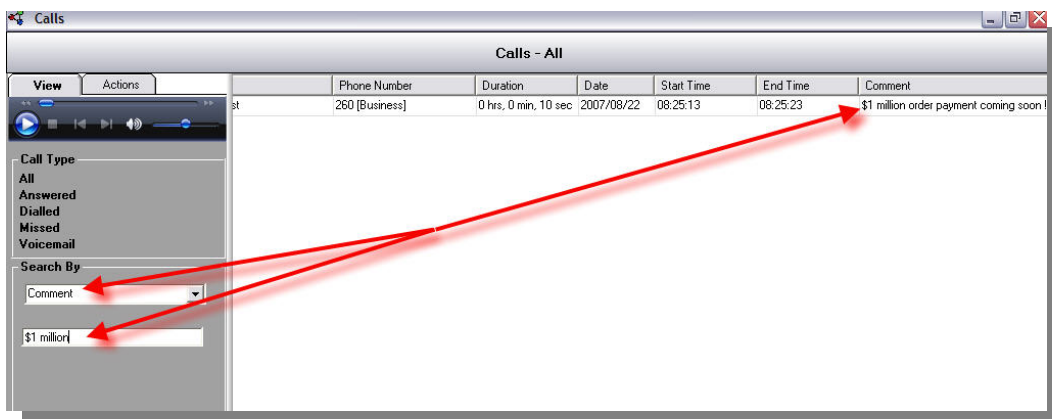 Calls
Calls - All
View Actions
Phone Number Duration Date Start Time End Time Comment
st 260 [Business] 0 hrs, 0 min, 10 sec 2007/08/22 08:25:13 08:25:23 $1 million order payment coming soon !
Call Type
All
Answered
Dialled
Missed
Voicemail
Search By
Comment
$1 million